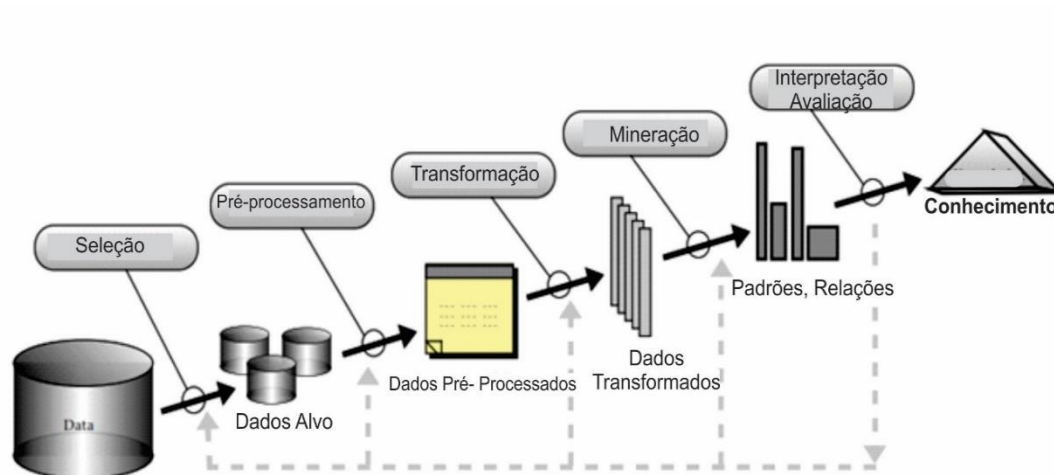 Interpretação
Avaliação
Mineração
Transformação
Pré-processamento
Seleção
Conhecimento
Padrões, Relações
Dados
Transformados
Dados Pré- Processados
Dados Alvo
Data